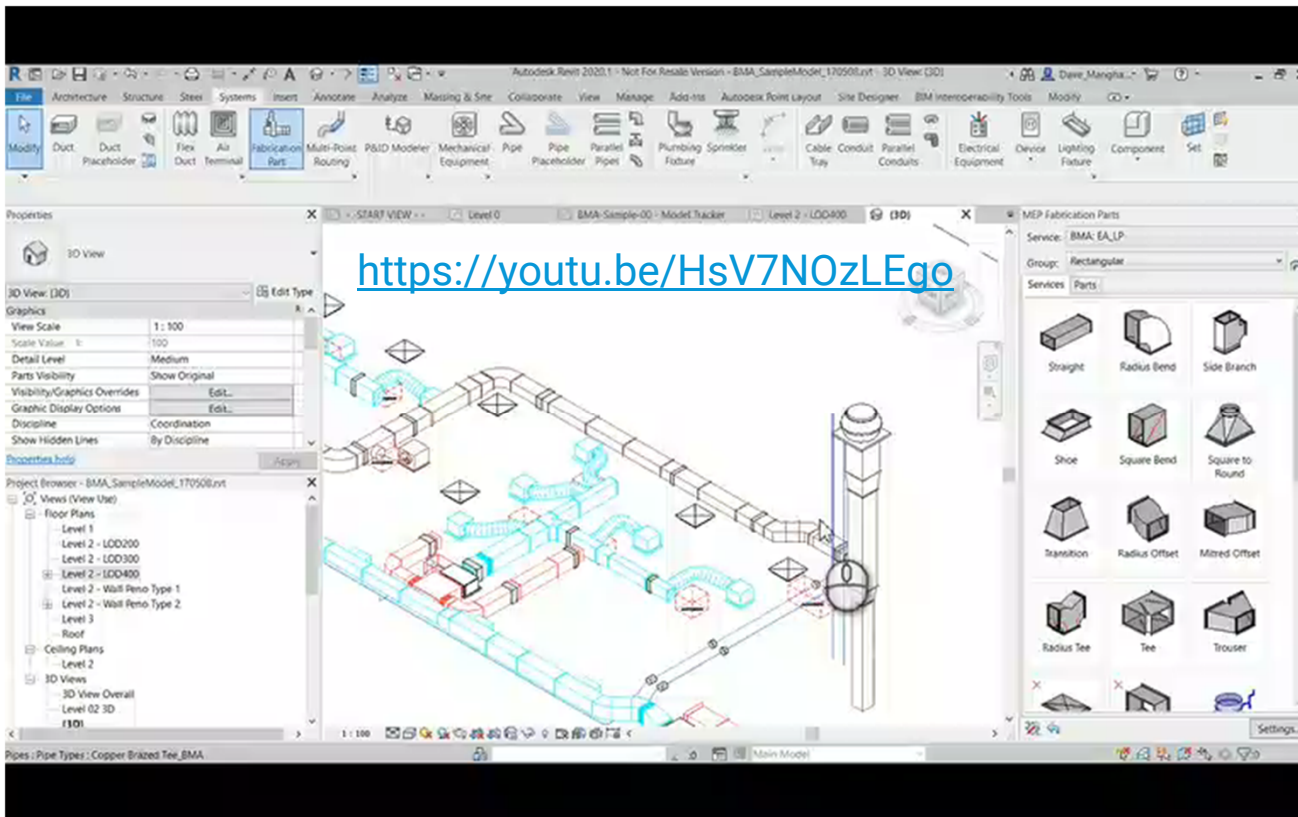 Autodesk Revit 2020.1 - Not For Resale Version - BMA_SampleModel_170508.rvt - 3D View: {3D}
Dave_Mangha...
File Architecture Structure Steel Systems Insert Annotate Analyze Massing & Site Collaborate View Manage Add-Ins Autodesk Point Layout Site Designer BIM Interoperability Tools Modify
Modify Duct Duct Placeholder Flex Duct Air Terminal Fabrication Part Multi-Point Routing P&ID Modeler Mechanical Equipment Pipe Pipe Placeholder Parallel Pipes Plumbing Fixture Sprinkler Cable Tray Conduit Parallel Conduits Electrical Equipment Device Lighting Fixture Component Set
Properties
3D View
3D View: {3D} Edit Type
Graphics
View Scale 1 : 100
Scale Value 1: 100
Detail Level Medium
Parts Visibility Show Original
Visibility/Graphics Overrides Edit...
Graphic Display Options Edit...
Discipline Coordination
Show Hidden Lines By Discipline
Properties help Apply
Project Browser - BMA_SampleModel_170508.rvt
Views (View Use)
Floor Plans
Level 1
Level 2 - LOD200
Level 2 - LOD300
Level 2 - LOD400
Level 2 - Wall Peno Type 1
Level 2 - Wall Peno Type 2
Level 3
Roof
Ceiling Plans
Level 2
3D Views
3D View Overall
Level 02 3D
{3D}
- - START VIEW - - Level 0 BMA-Sample-00 - Model Tracker Level 2 - LOD400 {3D}
https://youtu.be/HsV7NOzLEgo
MEP Fabrication Parts
Service: BMA: EA_LP
Group: Rectangular
Services Parts
Straight Radius Bend Side Branch
Shoe Square Bend Square to Round
Transition Radius Offset Mitred Offset
Radius Tee Tee Trouser
Settings...
1 : 100
Pipes : Pipe Types : Copper Brazed Tee_BMA
:0 Main Model